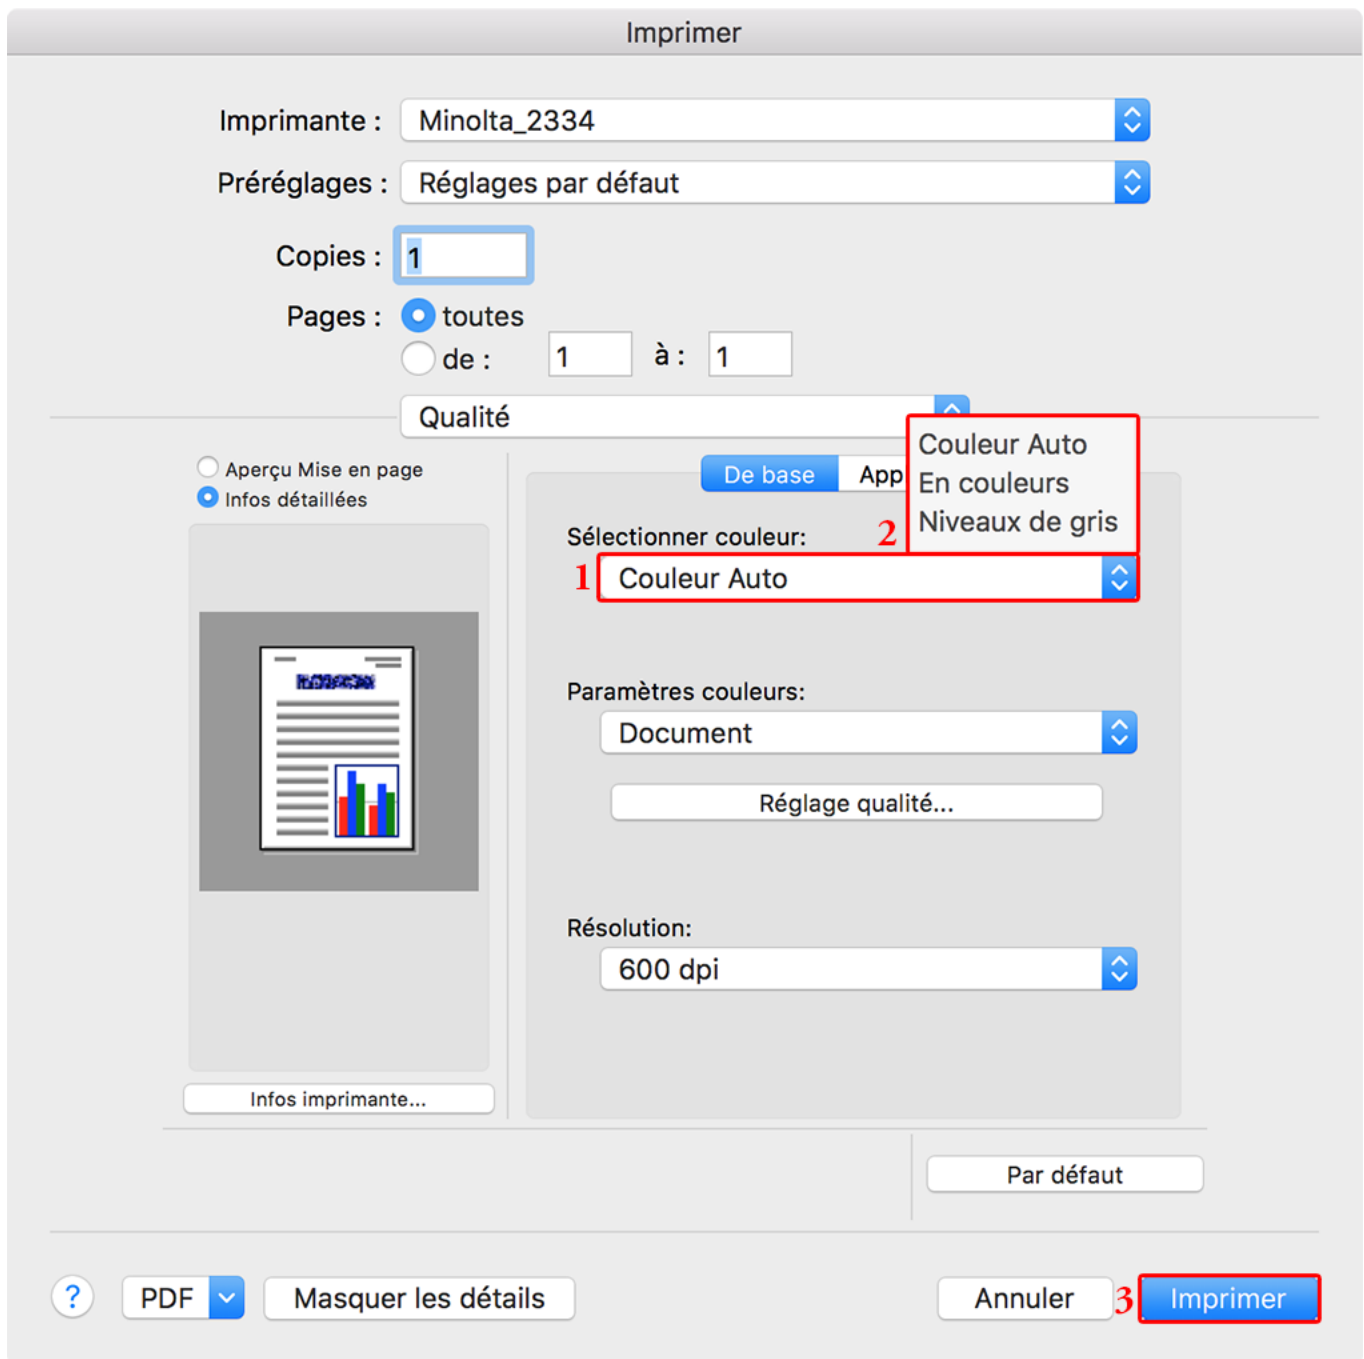 Imprimer
Imprimante : Minolta_2334
Préréglages : Réglages par défaut
Copies : 1
Pages : toutes
de : 1 à : 1
Qualité
Aperçu Mise en page
Infos détaillées
Infos imprimante...
De base App
Couleur Auto
En couleurs
Niveaux de gris
2
Sélectionner couleur:
1 Couleur Auto
Paramètres couleurs:
Document
Réglage qualité...
Résolution:
600 dpi
Par défaut
? PDF Masquer les détails Annuler 3 Imprimer